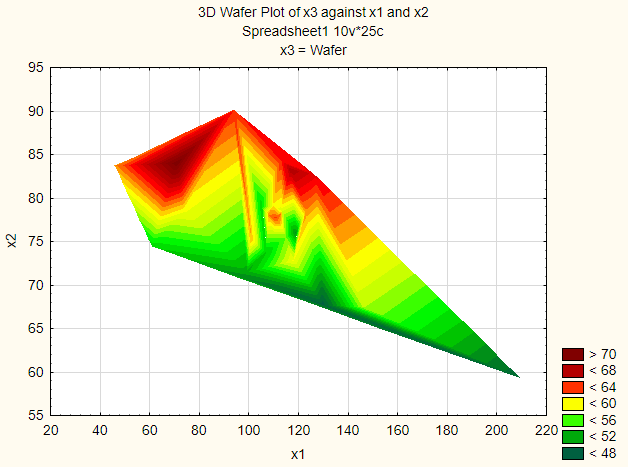 3D Wafer Plot of x3 against x1 and x2
Spreadsheet1 10v*25c
x3 = Wafer
95
90
85
80
75
70
65
60
55
x2
20 40 60 80 100 120 140 160 180 200 220
x1
> 70
< 68
< 64
< 60
< 56
< 52
< 48